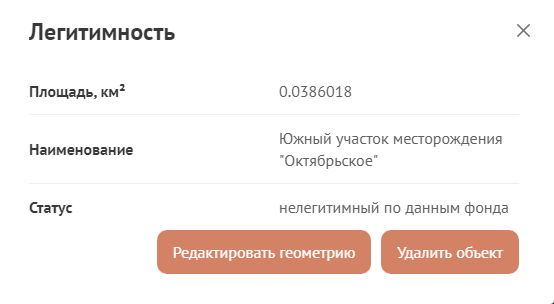 Легитимность
Площадь, км² 0.0386018
Наименование Южный участок месторождения
"Октябрьское"
Статус нелегитимный по данным фонда
Редактировать геометрию Удалить объект